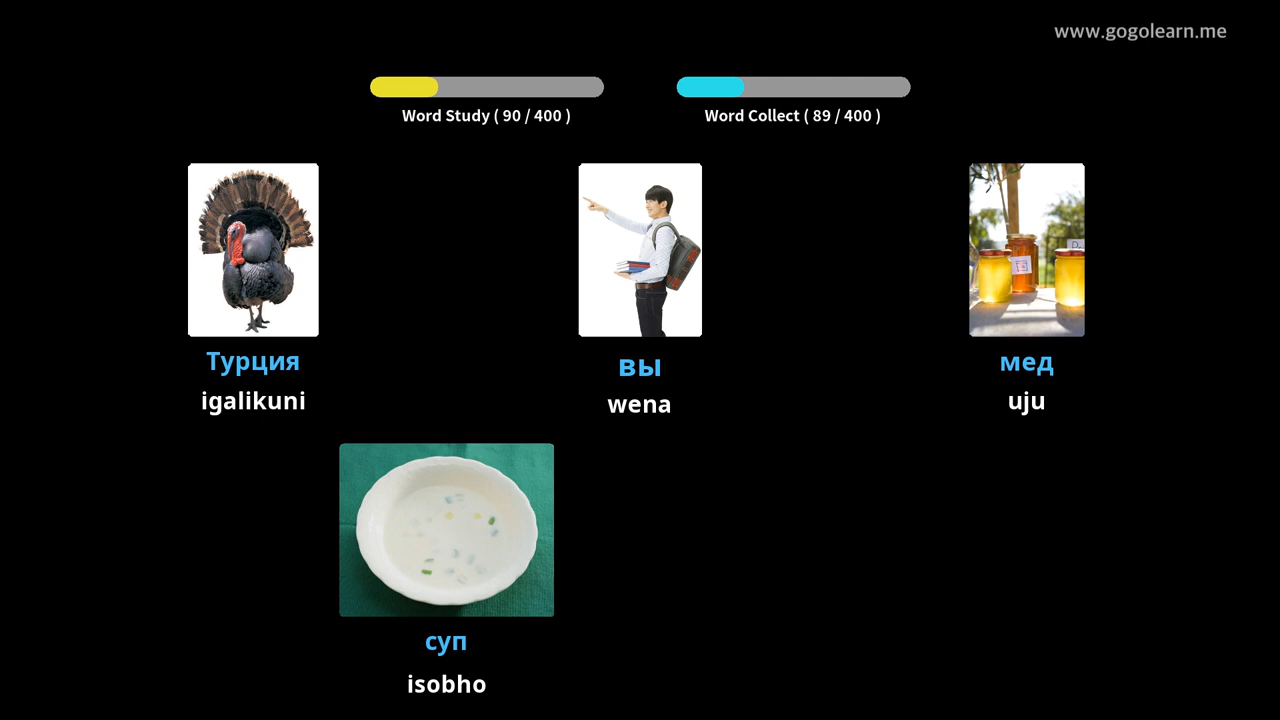 www.gogolearn.me
Word Study ( 90 / 400 )
Word Collect ( 89 / 400 )
Турция
igalikuni
вы
wena
мед
uju
суп
isobho